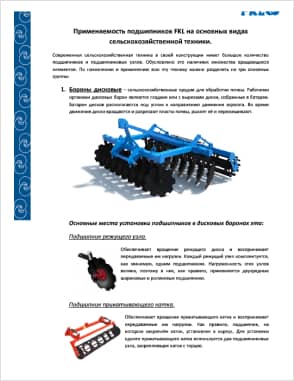 FKL
Применяемость подшипников FKL на основных видах
сельскохозяйственной техники.
Современная сельскохозяйственная техника в своей конструкции имеет большое количество
подшипников и подшипниковых узлов. Обусловлено это наличием множества вращающихся
элементов. По назначению и применению всю эту технику можно разделить на три основных
группы:
1. Бороны дисковые - сельскохозяйственные орудия для обработки почвы. Рабочими
органами дисковых борон являются гладкие или с вырезами диски, собранные в батареи.
Батареи дисков располагаются под углом к направлению движения агрегата. Во время
движения диски вращаются и разрезают пласты почвы, рыхлят её и перемешивают.
Основные места установки подшипников в дисковых боронах это:
Подшипник режущего узла.
Обеспечивает вращение режущего диска и воспринимает
передаваемые им нагрузки. Каждый режущий узел комплектуется,
как минимум, одним подшипником. Нагруженность этих узлов
велика, поэтому в них, как правило, применяются двухрядные
шариковые и роликовые подшипники.
Подшипник прикатывающего катка.
Обеспечивает вращение прикатывающего катка и воспринимает
передаваемые им нагрузки. Как правило, подшипник, на
котором закреплён каток, установлен в корпус. Для установки
одного прикатывающего катка используются два подшипниковых
узла, закрепляющих каток с торцов.